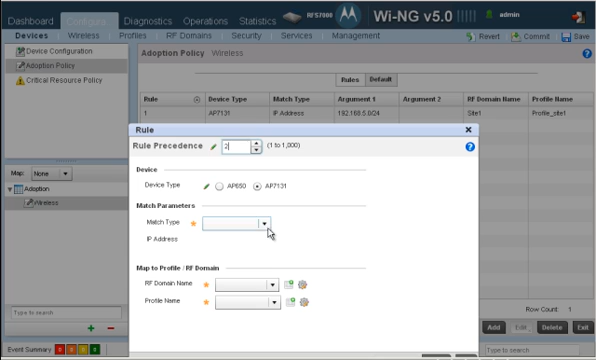 Dashboard Configura Diagnostics Operations Statistics RFS7000 MOTOROLA Wi-NG v5.0 admin
Devices Wireless Profiles RF Domains Security Services Management Revert Commit Save
Device Configuration
Adoption Policy
Critical Resource Policy
Adoption Policy Wireless
Rules Default
Rule Device Type Match Type Argument 1 Argument 2 RF Domain Name Profile Name
1 AP7131 IP Address 192.168.5.0/24 Site1 Profile_site1
Rule
Rule Precedence 2 (1 to 1,000)
Device
Device Type AP650 AP7131
Match Parameters
Match Type
IP Address
Map to Profile / RF Domain
RF Domain Name
Profile Name
Map: None
Adoption
Wireless
Type to search
Row Count: 1
Add Edit Delete Exit
Event Summary
Type to search